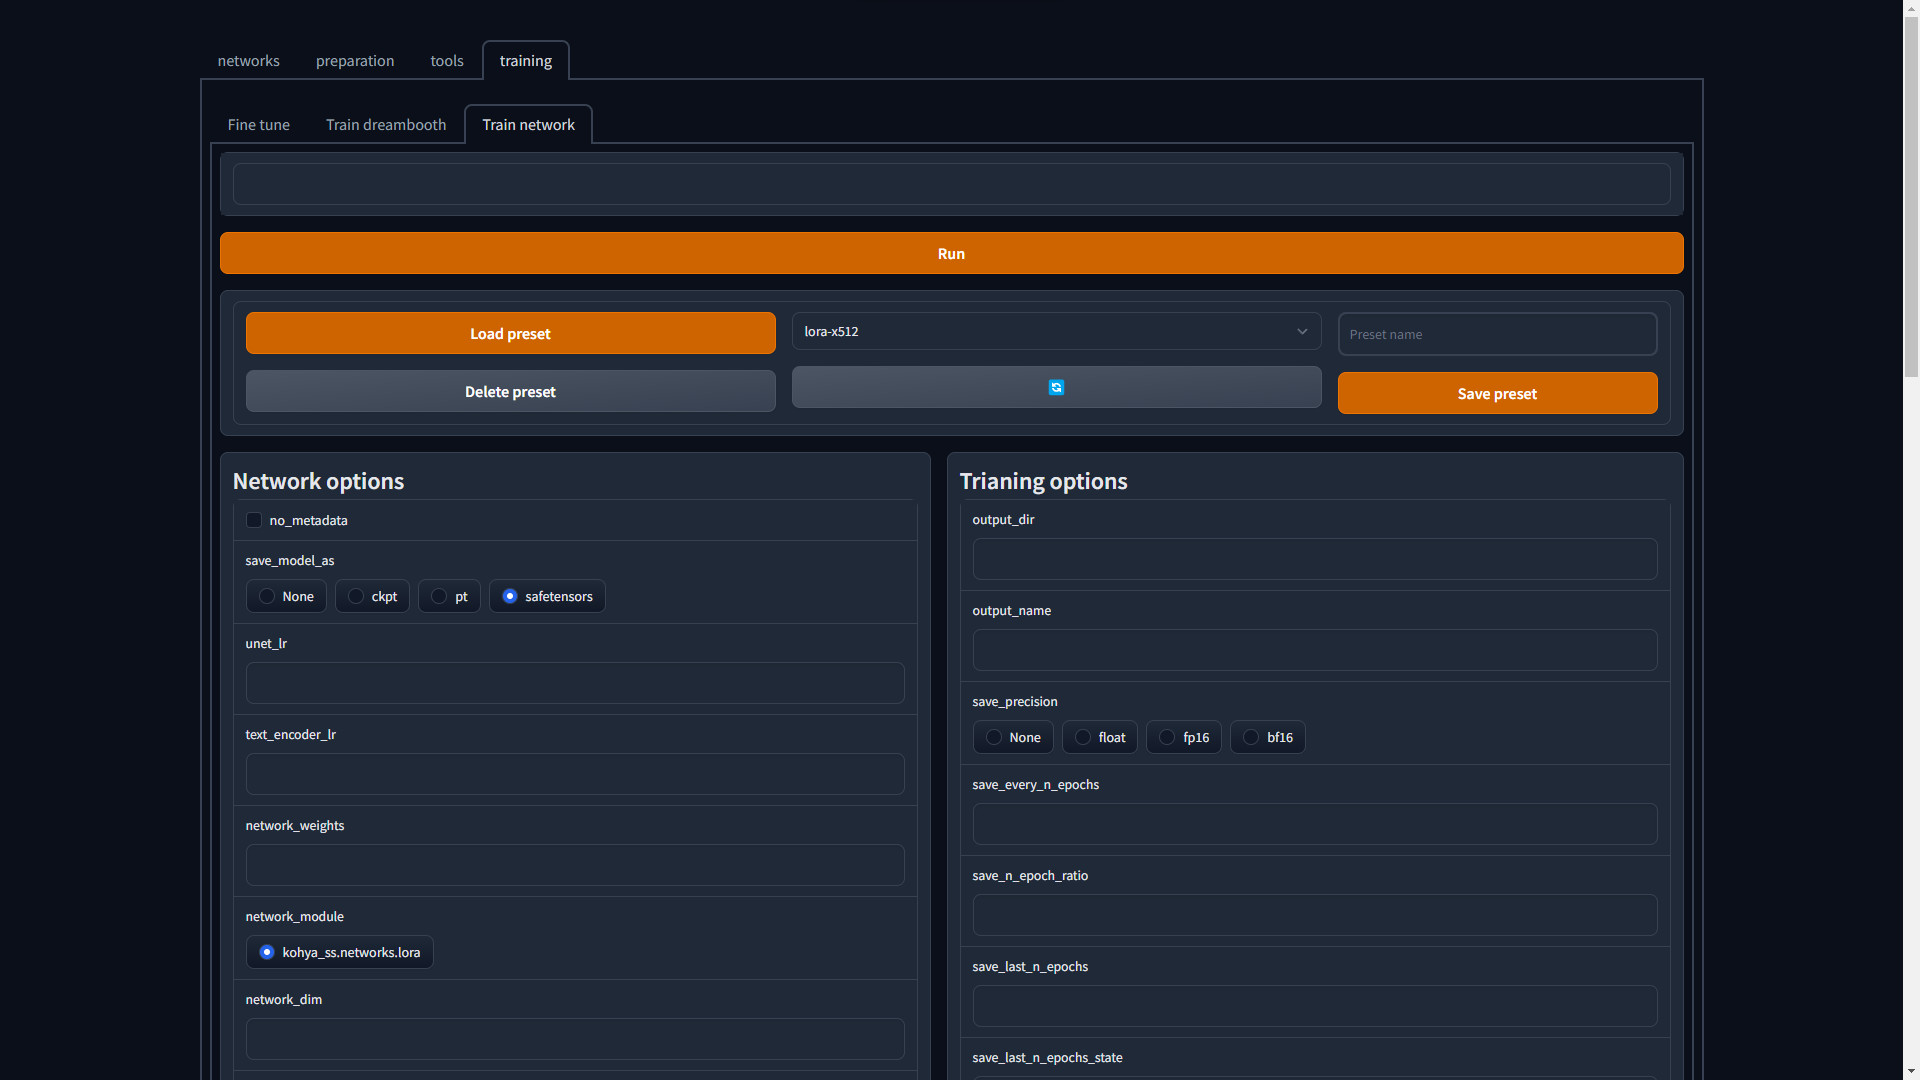 networks preparation tools training
Fine tune Train dreambooth Train network
Run
Load preset lora-x512 Preset name
Delete preset Save preset
Network options
no_metadata
save_model_as
None ckpt pt safetensors
unet_lr
text_encoder_lr
network_weights
network_module
kohya_ss.networks.lora
network_dim
Trianing options
output_dir
output_name
save_precision
None float fp16 bf16
save_every_n_epochs
save_n_epoch_ratio
save_last_n_epochs
save_last_n_epochs_state